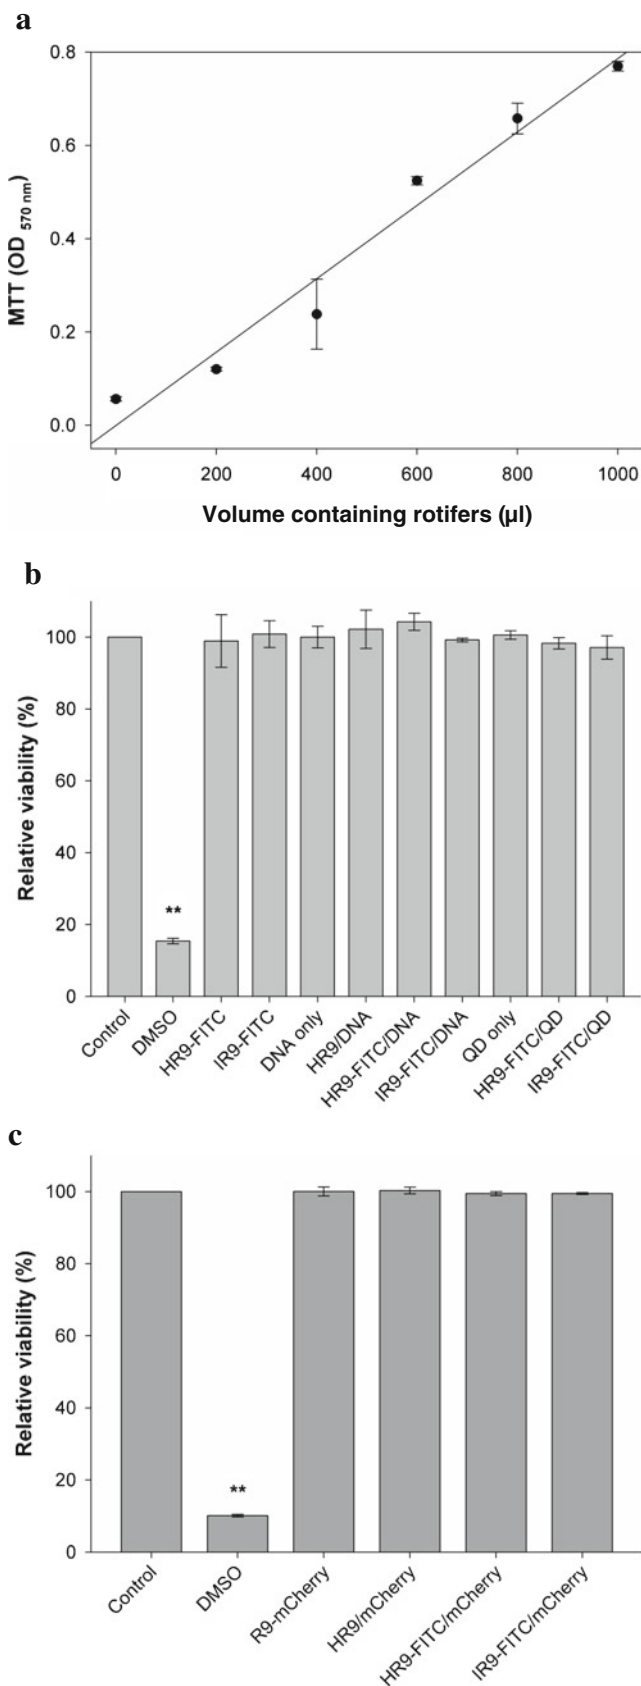 a
0.8
0.6
0.4
0.2
0.0
MTT (OD 570 nm)
0 200 400 600 800 1000
Volume containing rotifers (µl)
b
100
80
60
40
20
0
Relative viability (%)
**
Control
DMSO
HR9-FITC
IR9-FITC
DNA only
HR9/DNA
HR9-FITC/DNA
IR9-FITC/DNA
QD only
HR9-FITC/QD
IR9-FITC/QD
c
100
80
60
40
20
0
Relative viability (%)
**
Control
DMSO
R9-mCherry
HR9/mCherry
HR9-FITC/mCherry
IR9-FITC/mCherry